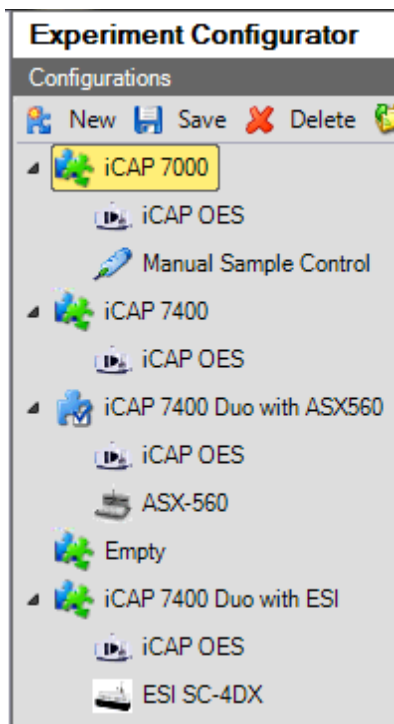 Experiment Configurator
Configurations
New Save Delete
iCAP 7000
iCAP OES
Manual Sample Control
iCAP 7400
iCAP OES
iCAP 7400 Duo with ASX560
iCAP OES
ASX-560
Empty
iCAP 7400 Duo with ESI
iCAP OES
ESI SC-4DX